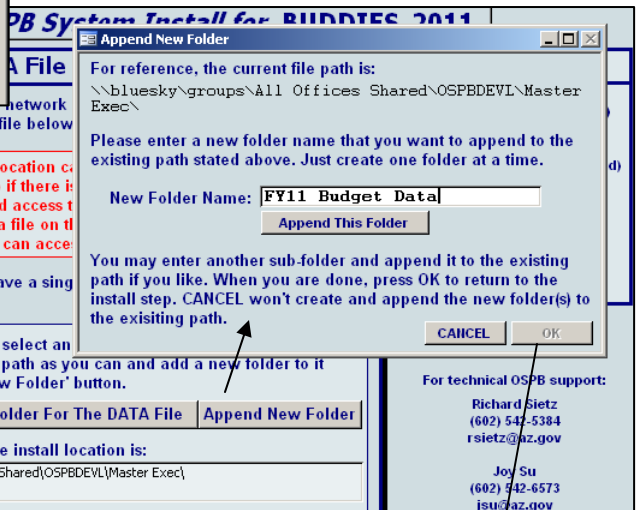 PB System Install for BUDDIES 2011
Append New Folder
A File
For reference, the current file path is:
\\bluesky\groups\All Offices Shared\OSPBDEVL\Master
Exec\
network
file below
Please enter a new folder name that you want to append to the
existing path stated above. Just create one folder at a time.
ocation ca
d)
if there is
d access t
New Folder Name: FY11 Budget Data
a file on th
Append This Folder
can acces
You may enter another sub-folder and append it to the existing
path if you like. When you are done, press OK to return to the
ave a sing
install step. CANCEL won't create and append the new folder(s) to
the exisiting path.
CANCEL OK
select an
path as you can and add a new folder to it
w Folder' button.
For technical OSPB support:
older For The DATA File Append New Folder
Richard Sietz
(602) 542-5384
rsietz@az.gov
e install location is:
Shared\OSPBDEVL\Master Exec\
Joy Su
(602) 542-6573
jsu@az.gov